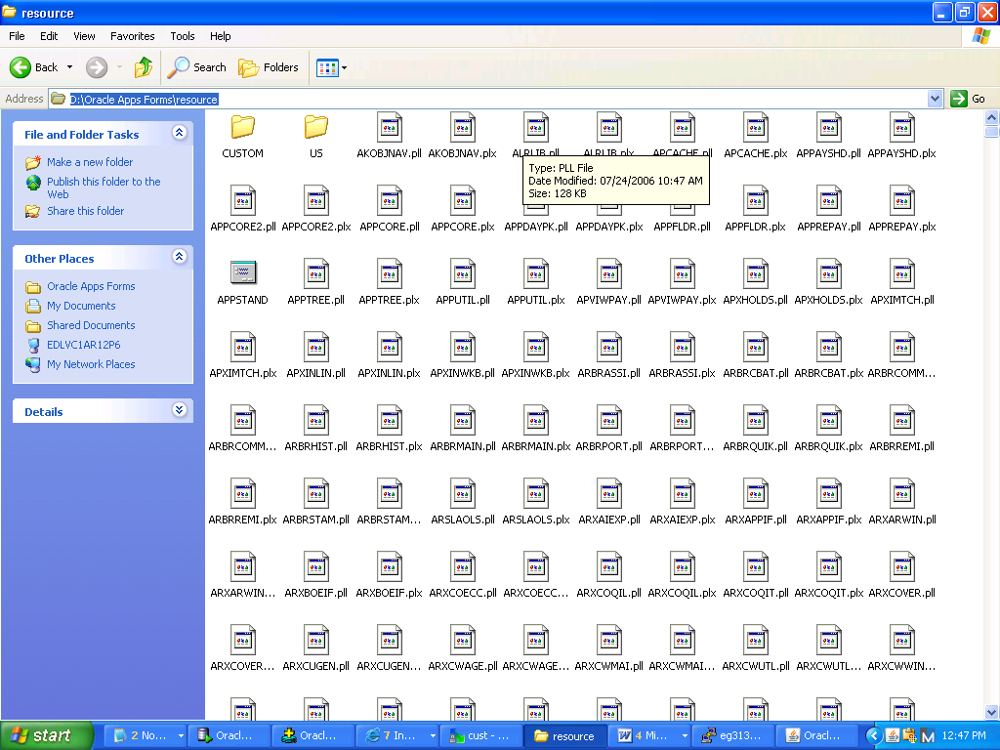 resource
File Edit View Favorites Tools Help
Back Search Folders
Address D:\Oracle Apps Forms\resource Go
File and Folder Tasks
Make a new folder
Publish this folder to the
Web
Share this folder
Other Places
Oracle Apps Forms
My Documents
Shared Documents
EDLVC1AR12P6
My Network Places
Details
CUSTOM US AKOBJNAV.pll AKOBJNAV.plx ALRLIB.pll ALRLIB.plx APCACHE.pll APCACHE.plx APPAYSHD.pll APPAYSHD.plx
Type: PLL File
Date Modified: 07/24/2006 10:47 AM
Size: 128 KB
APPCORE2.pll APPCORE2.plx APPCORE.pll APPCORE.plx APPDAYPK.pll APPDAYPK.plx APPFLDR.pll APPFLDR.plx APPREPAY.pll APPREPAY.plx
APPSTAND APPTREE.pll APPTREE.plx APPUTIL.pll APPUTIL.plx APVIWPAY.pll APVIWPAY.plx APXHOLDS.pll APXHOLDS.plx APXIMTCH.pll
APXIMTCH.plx APXINLIN.pll APXINLIN.plx APXINWKB.pll APXINWKB.plx ARBRASSI.pll ARBRASSI.plx ARBRCBAT.pll ARBRCBAT.plx ARBRCOMM...
ARBRCOMM... ARBRHIST.pll ARBRHIST.plx ARBRMAIN.pll ARBRMAIN.plx ARBRPORT.pll ARBRPORT... ARBRQUIK.pll ARBRQUIK.plx ARBRREMI.pll
ARBRREMI.plx ARBRSTAM.pll ARBRSTAM... ARSLAOLS.pll ARSLAOLS.plx ARXAIEXP.pll ARXAIEXP.plx ARXAPPIF.pll ARXAPPIF.plx ARXARWIN.pll
ARXARWIN... ARXBOEIF.pll ARXBOEIF.plx ARXCOECC.pll ARXCOECC... ARXCOQIL.pll ARXCOQIL.plx ARXCOQIT.pll ARXCOQIT.plx ARXCOVER.pll
ARXCOVER... ARXCUGEN.pll ARXCUGEN... ARXCWAGE.pll ARXCWAGE... ARXCWMAI.pll ARXCWMAI... ARXCWUTL.pll ARXCWUTL... ARXCWWIN...
start 2 No... Oracl... Oracl... 7 In... cust - ... resource 4 Mi... eg313... Oracl... 12:47 PM